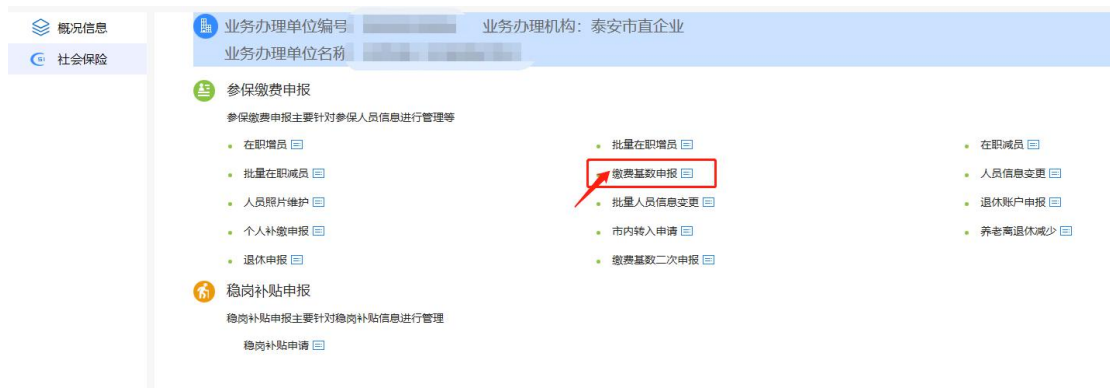 概况信息
社会保险
业务办理单位编号
业务办理机构：泰安市直企业
业务办理单位名称
参保缴费申报
参保缴费申报主要针对参保人员信息进行管理等
在职增员
批量在职增员
在职减员
批量在职减员
缴费基数申报
人员信息变更
人员照片维护
批量人员信息变更
退休账户申报
个人补缴申报
市内转入申请
养老离退休减少
退休申报
缴费基数二次申报
稳岗补贴申报
稳岗补贴申报主要针对稳岗补贴信息进行管理
稳岗补贴申请